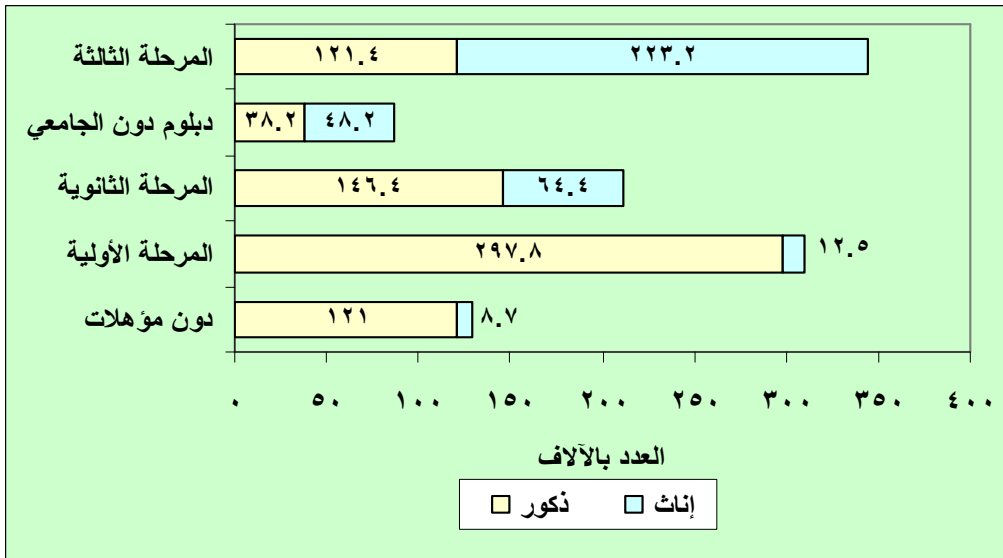 المرحلة الثالثة ١٢١.٤ ٢٢٣.٢
دبلوم دون الجامعي ٣٨.٢ ٤٨.٢
المرحلة الثانوية ١٤٦.٤ ٦٤.٤
المرحلة الأولية ٢٩٧.٨ ١٢.٥
دون مؤهلات ١٢١ ٨.٧
٠ ٥٠ ١٠٠ ١٥٠ ٢٠٠ ٢٥٠ ٣٠٠ ٣٥٠ ٤٠٠
العدد بالآلاف
ذكور إناث